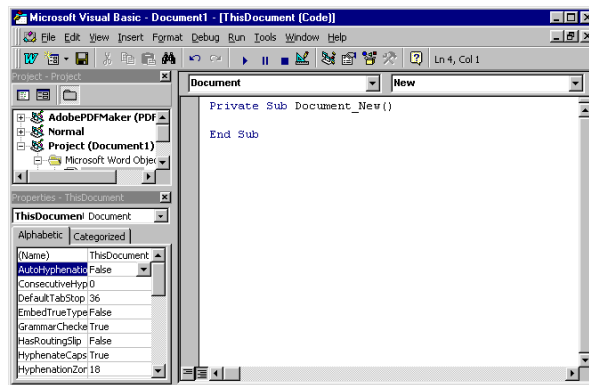 Microsoft Visual Basic - Document1 - [ThisDocument (Code)]
File Edit View Insert Format Debug Run Tools Window Help
Ln 4, Col 1
Project - Project
Document
New
AdobePDFMaker (PDF
Normal
Project (Document1)
Microsoft Word Objec
Private Sub Document_New()
End Sub
Properties - ThisDocument
ThisDocument Document
Alphabetic Categorized
(Name) ThisDocument
AutoHyphenatio False
ConsecutiveHyp 0
DefaultTabStop 36
EmbedTrueType False
GrammarChecke True
HasRoutingSlip False
HyphenateCaps True
HyphenationZor 18